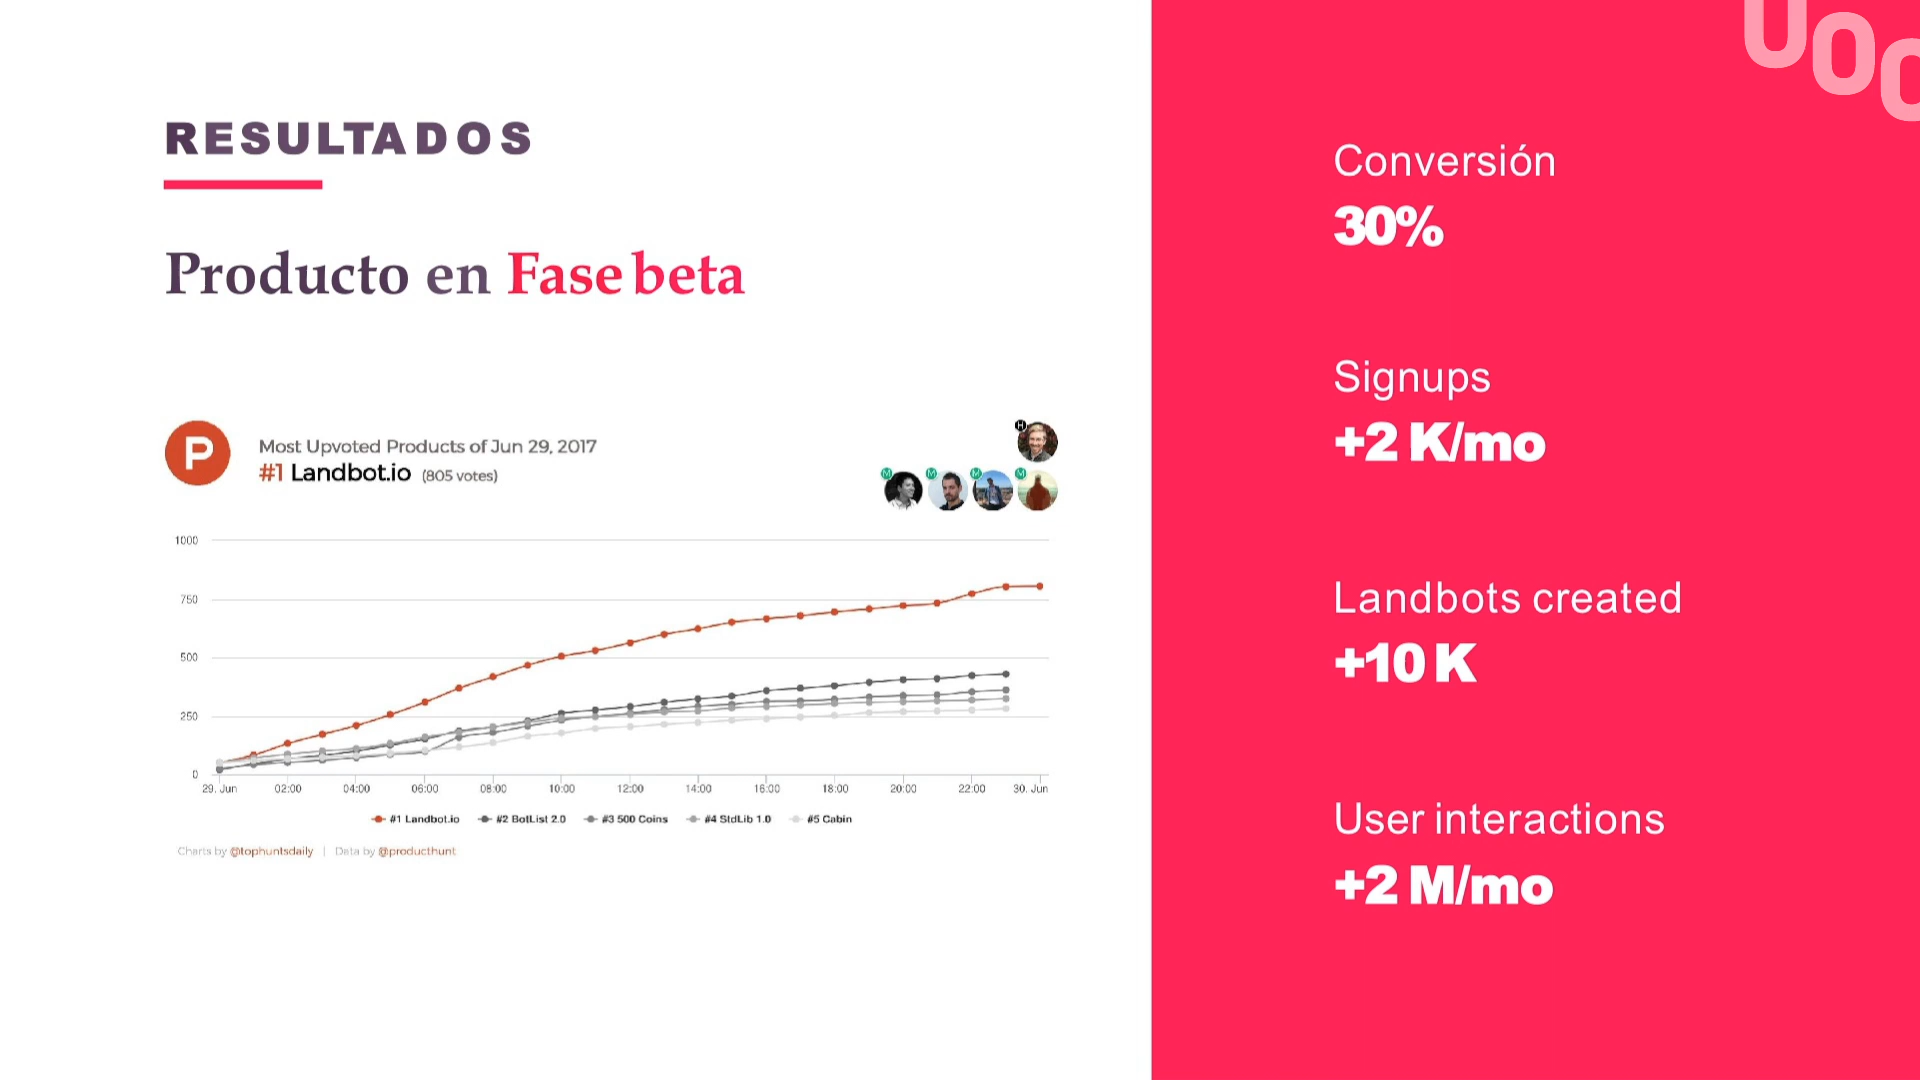 UOC
RESULTADOS
Producto en Fase beta
P
Most Upvoted Products of Jun 29, 2017
#1 Landbot.io (805 votes)
H
M M M M
1000
750
500
250
0
29. Jun 02:00 04:00 06:00 08:00 10:00 12:00 14:00 16:00 18:00 20:00 22:00 30. Jun
#1 Landbot.io #2 BotList 2.0 #3 500 Coins #4 StdLib 1.0 #5 Cabin
Charts by @tophuntsdaily | Data by @producthunt
Conversión
30%
Signups
+2 K/mo
Landbots created
+10 K
User interactions
+2 M/mo